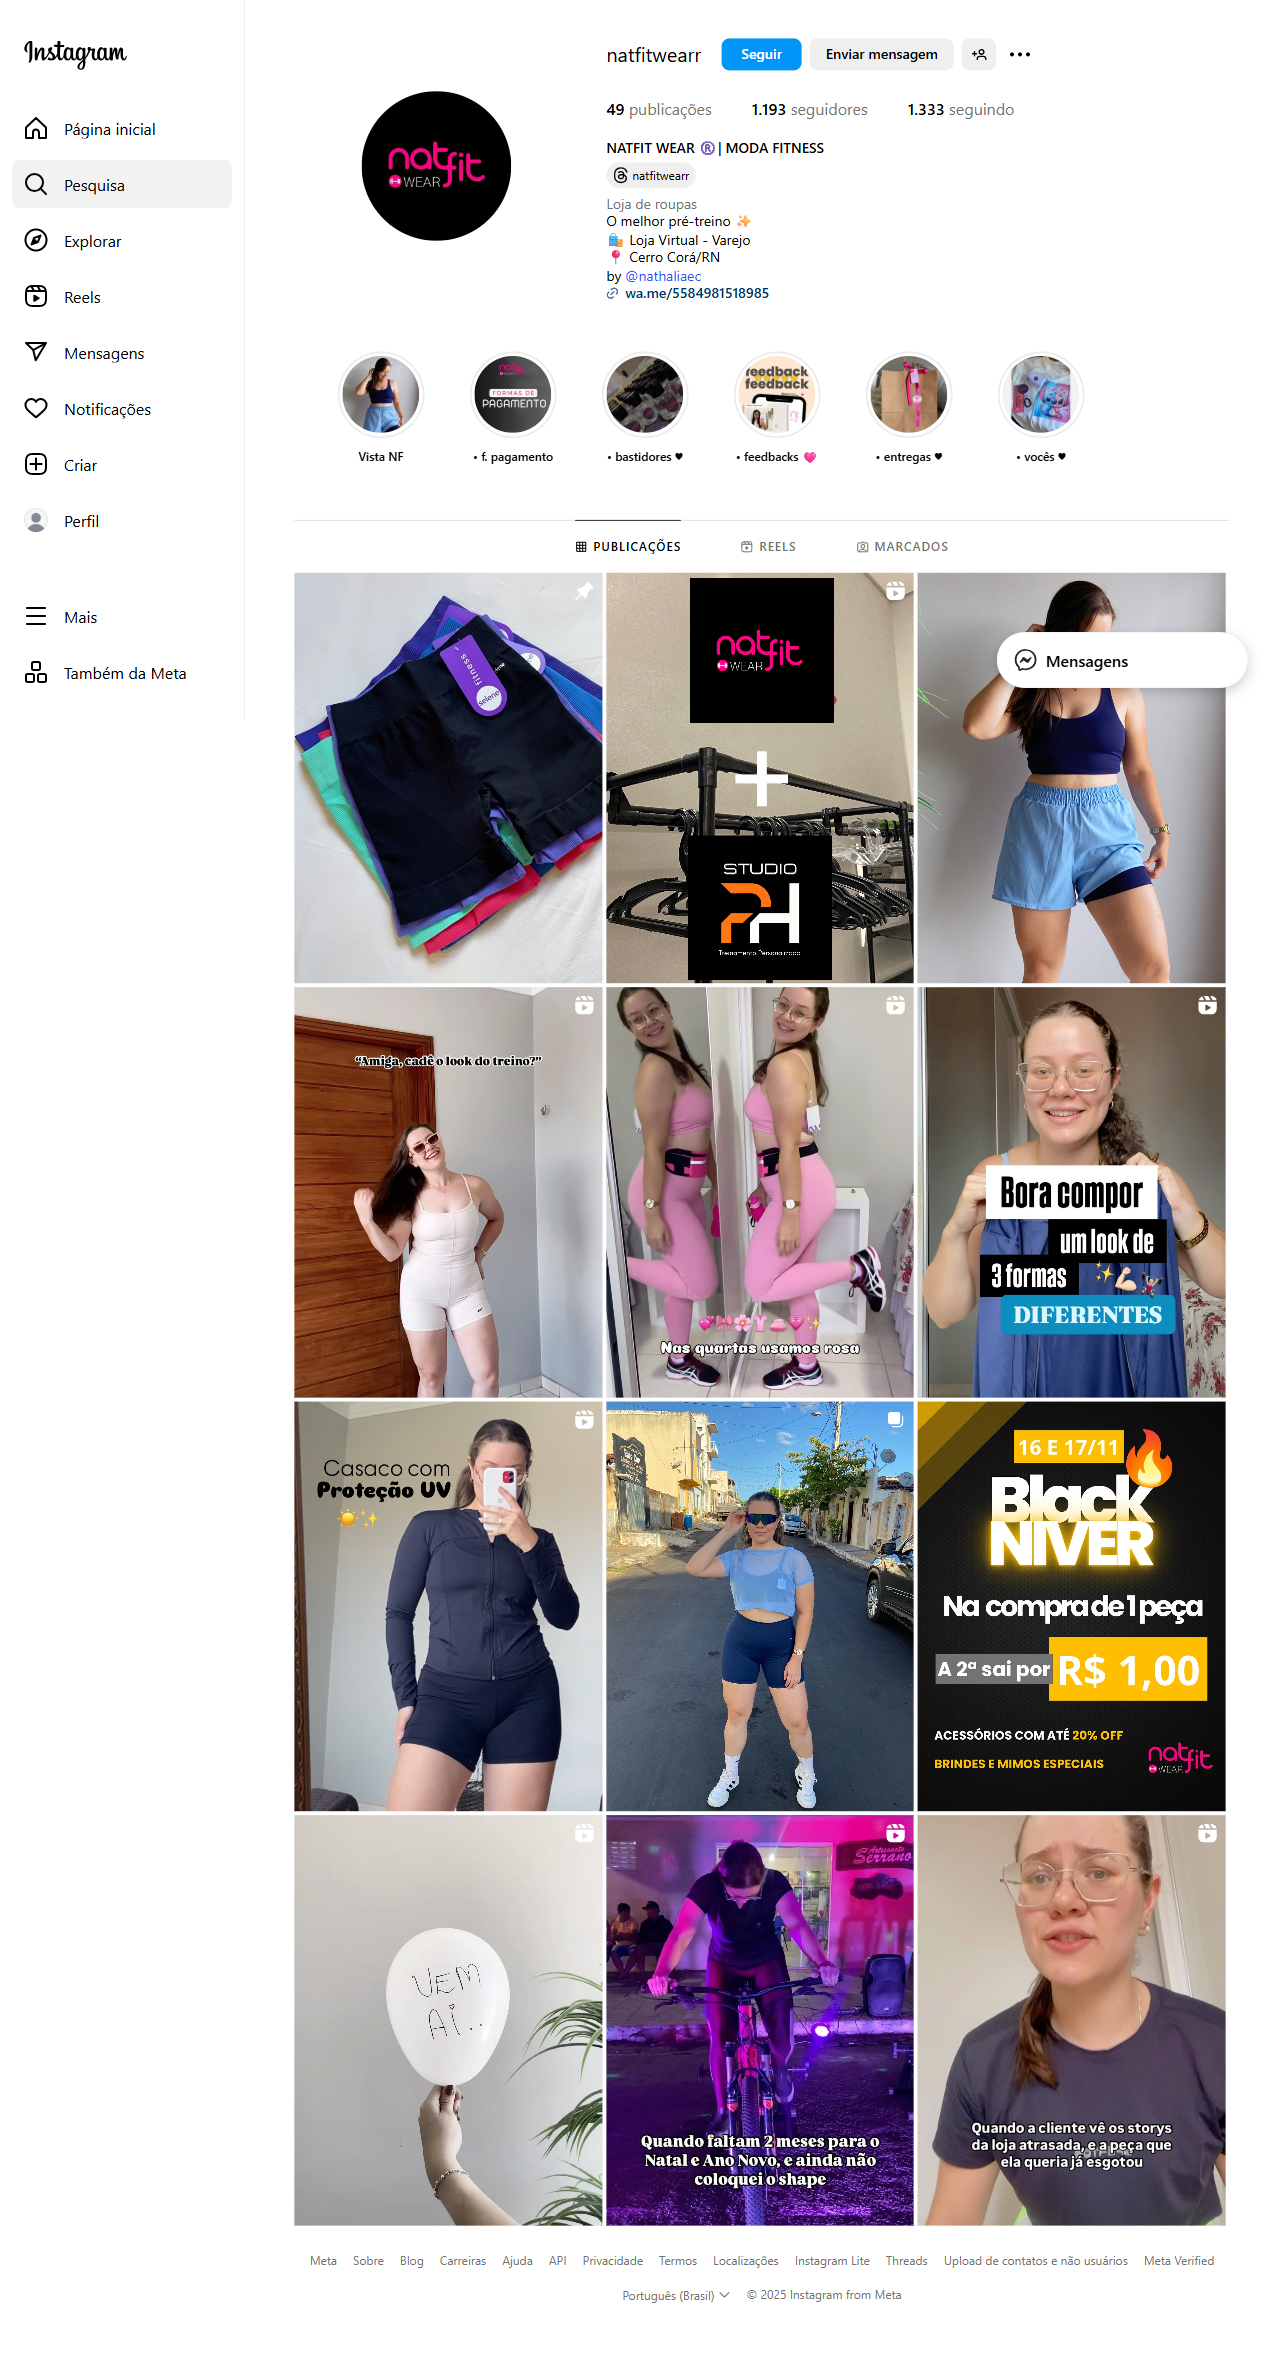 Instagram
Página inicial
Pesquisa
Explorar
Reels
Mensagens
Notificações
Criar
Perfil
Mais
Também da Meta
natfitwearr
Seguir
Enviar mensagem
49 publicações
1.193 seguidores
1.333 seguindo
natfit
WEAR
NATFIT WEAR ®️ | MODA FITNESS
natfitwearr
Loja de roupas
O melhor pré-treino ✨
🛍️ Loja Virtual - Varejo
📍 Cerro Corá/RN
by @nathaliaec
wa.me/5584981518985
natfit
WEAR
FORMAS DE
PAGAMENTO
feedback
feedback
Vista NF
• f. pagamento
• bastidores ♥
• feedbacks 💗
• entregas ♥
• vocês ♥
PUBLICAÇÕES
REELS
MARCADOS
fitness
selene
natfit
WEAR
+
STUDIO
PH
Treinamento Personalizado
Mensagens
“Amiga, cadê o look do treino?”
Nas quartas usamos rosa
Bora compor
um look de
3 formas
DIFERENTES
Casaco com
Proteção UV
16 E 17/11
Black
NIVER
Na compra de 1 peça
A 2ª sai por R$ 1,00
ACESSÓRIOS COM ATÉ 20% OFF
BRINDES E MIMOS ESPECIAIS
natfit
WEAR
VEM
AÍ..
Artesanato
Serrano
Quando faltam 2 meses para o
Natal e Ano Novo, e ainda não
coloquei o shape
Quando a cliente vê os storys
da loja atrasada, e a peça que
ela queria já esgotou
Meta
Sobre
Blog
Carreiras
Ajuda
API
Privacidade
Termos
Localizações
Instagram Lite
Threads
Upload de contatos e não usuários
Meta Verified
Português (Brasil)
© 2025 Instagram from Meta